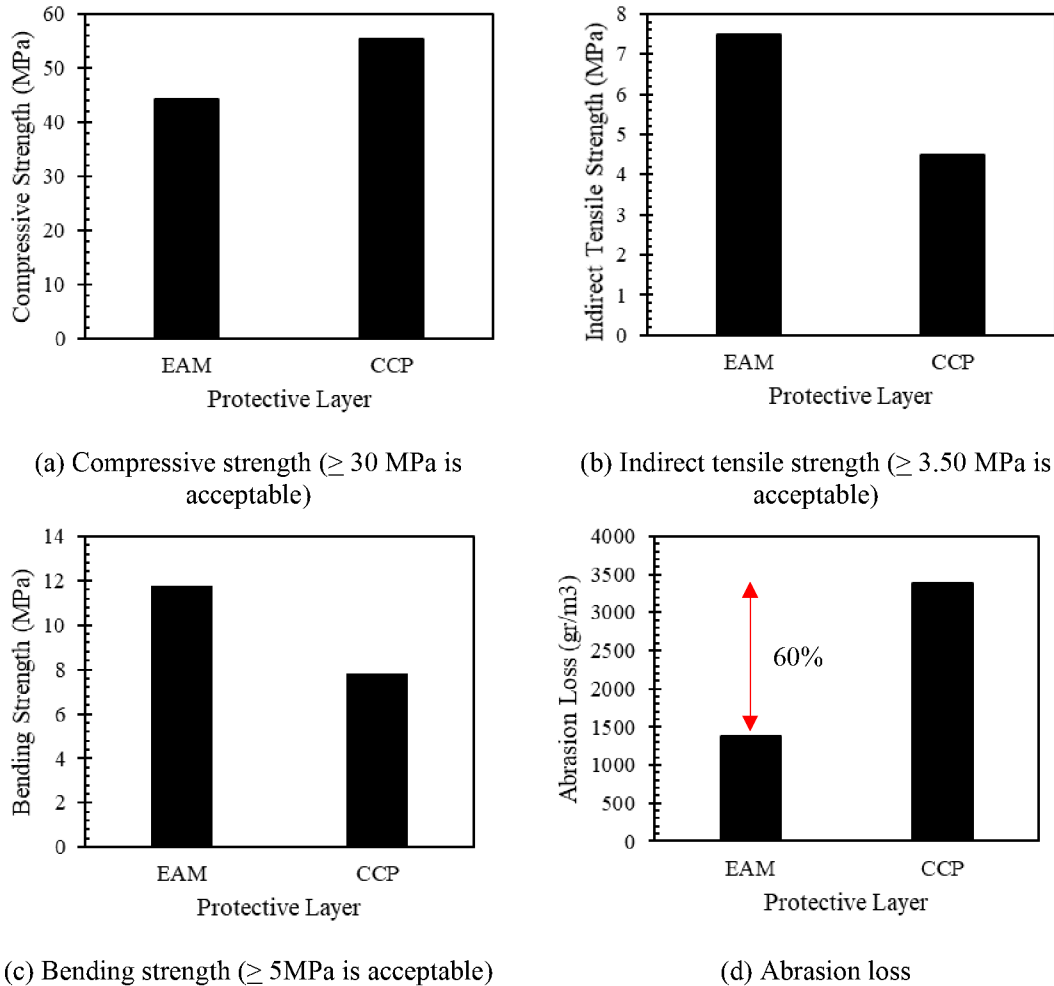 60
50
40
30
20
10
0
Compressive Strength (MPa)
EAM CCP
Protective Layer
(a) Compressive strength (≥ 30 MPa is
acceptable)
8
7
6
5
4
3
2
1
0
Indirect Tensile Strength (MPa)
EAM CCP
Protective Layer
(b) Indirect tensile strength (≥ 3.50 MPa is
acceptable)
14
12
10
8
6
4
2
0
Bending Strength (MPa)
EAM CCP
Protective Layer
(c) Bending strength (≥ 5MPa is acceptable)
4000
3500
3000
2500
2000
1500
1000
500
0
Abrasion Loss (gr/m3)
60%
EAM CCP
Protective Layer
(d) Abrasion loss